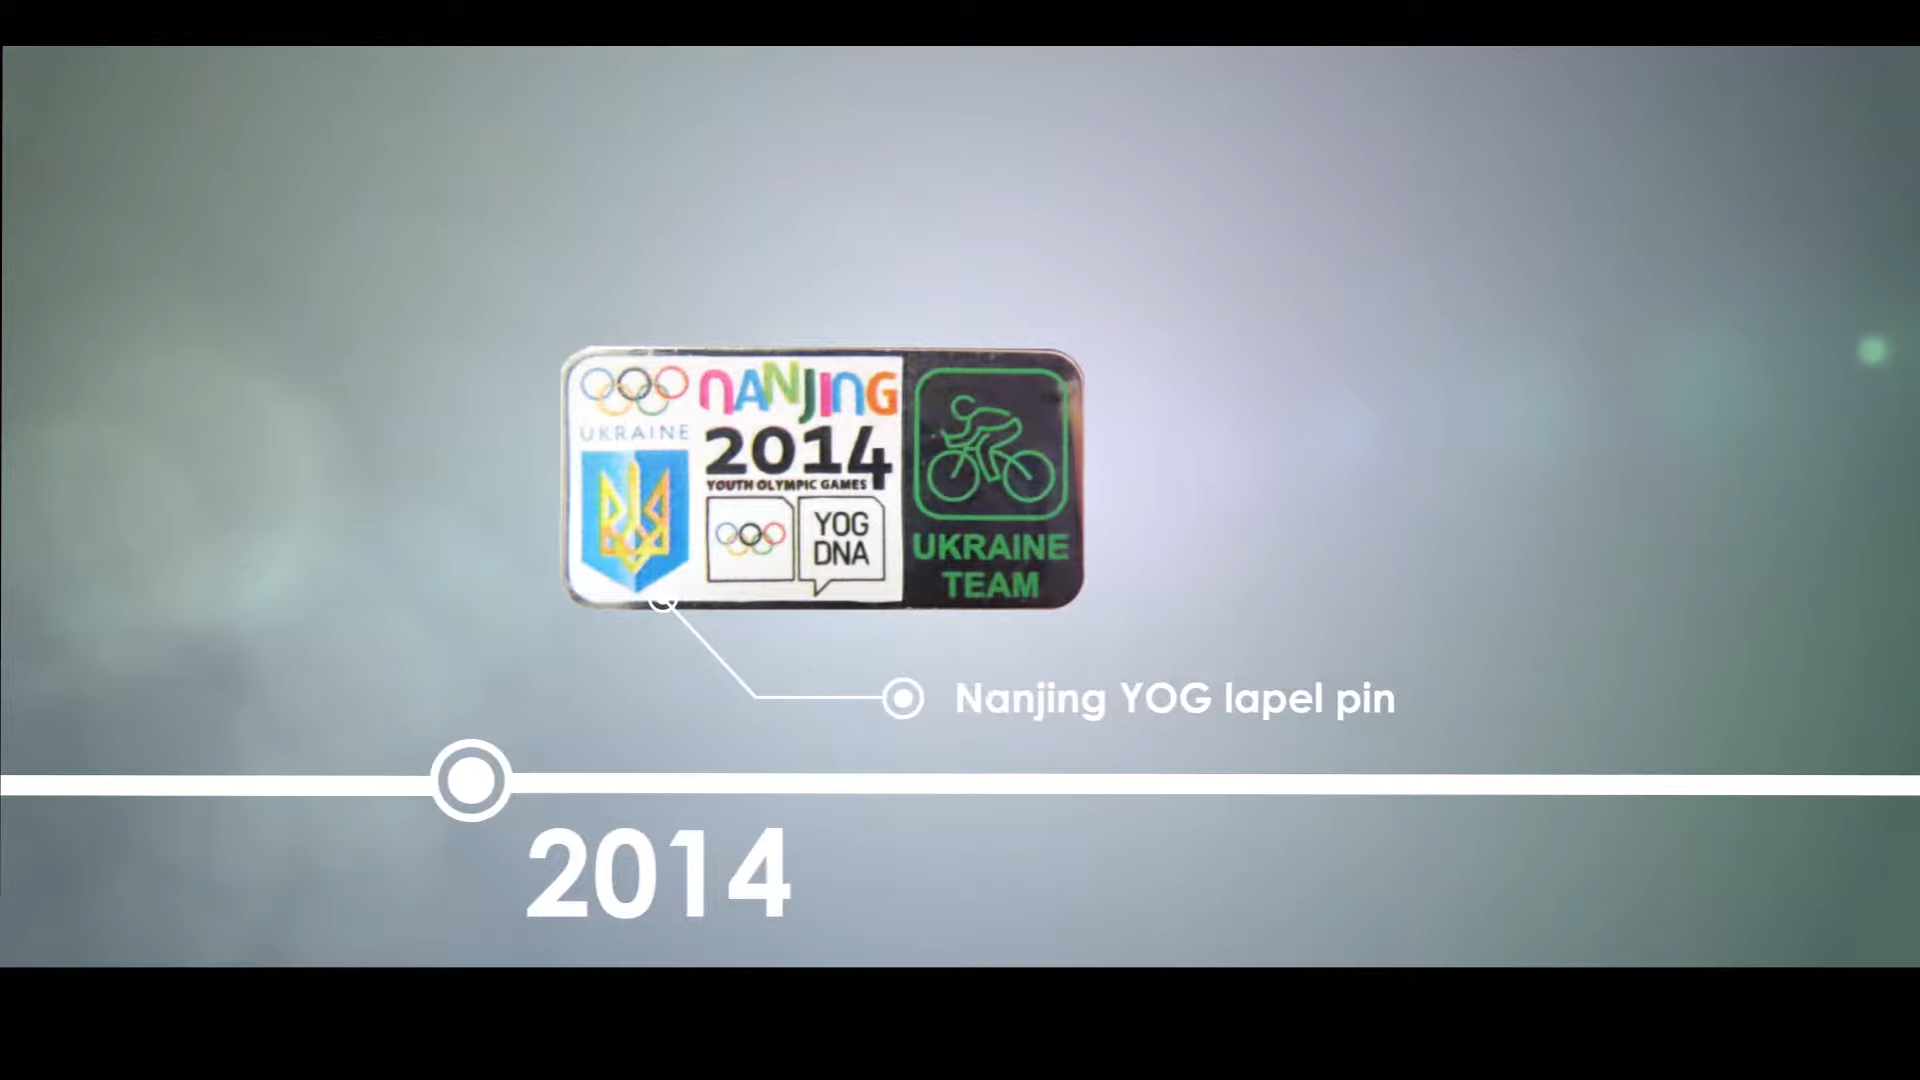 UKRAINE
NANJING
2014
YOUTH OLYMPIC GAMES
YOG
DNA
UKRAINE
TEAM
Nanjing YOG lapel pin
2014